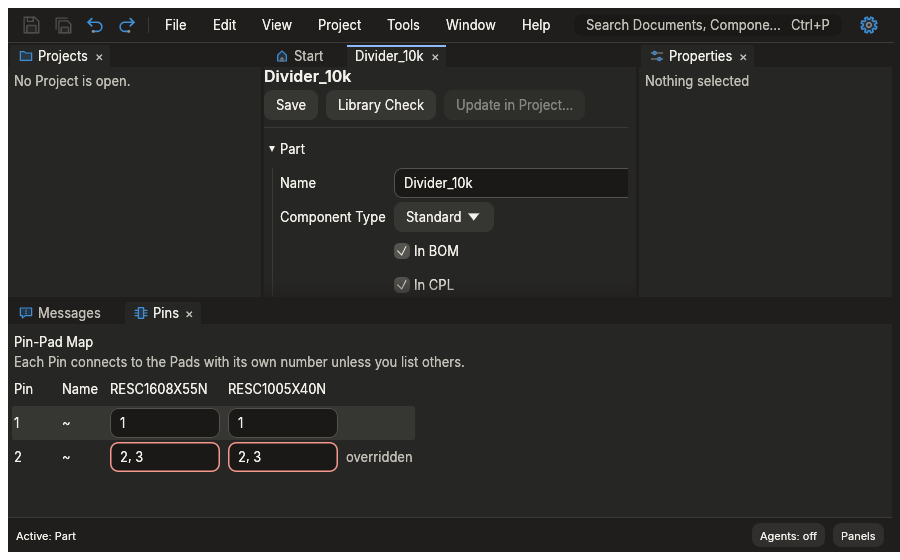 File Edit View Project Tools Window Help Search Documents, Compone... Ctrl+P
Projects × Start Divider_10k × Properties ×
No Project is open.
Divider_10k
Nothing selected
Save Library Check Update in Project...
Part
Name Divider_10k
Component Type Standard
In BOM
In CPL
Messages Pins ×
Pin-Pad Map
Each Pin connects to the Pads with its own number unless you list others.
Pin Name RESC1608X55N RESC1005X40N
1 ~ 1 1
2 ~ 2, 3 2, 3 overridden
Active: Part Agents: off Panels